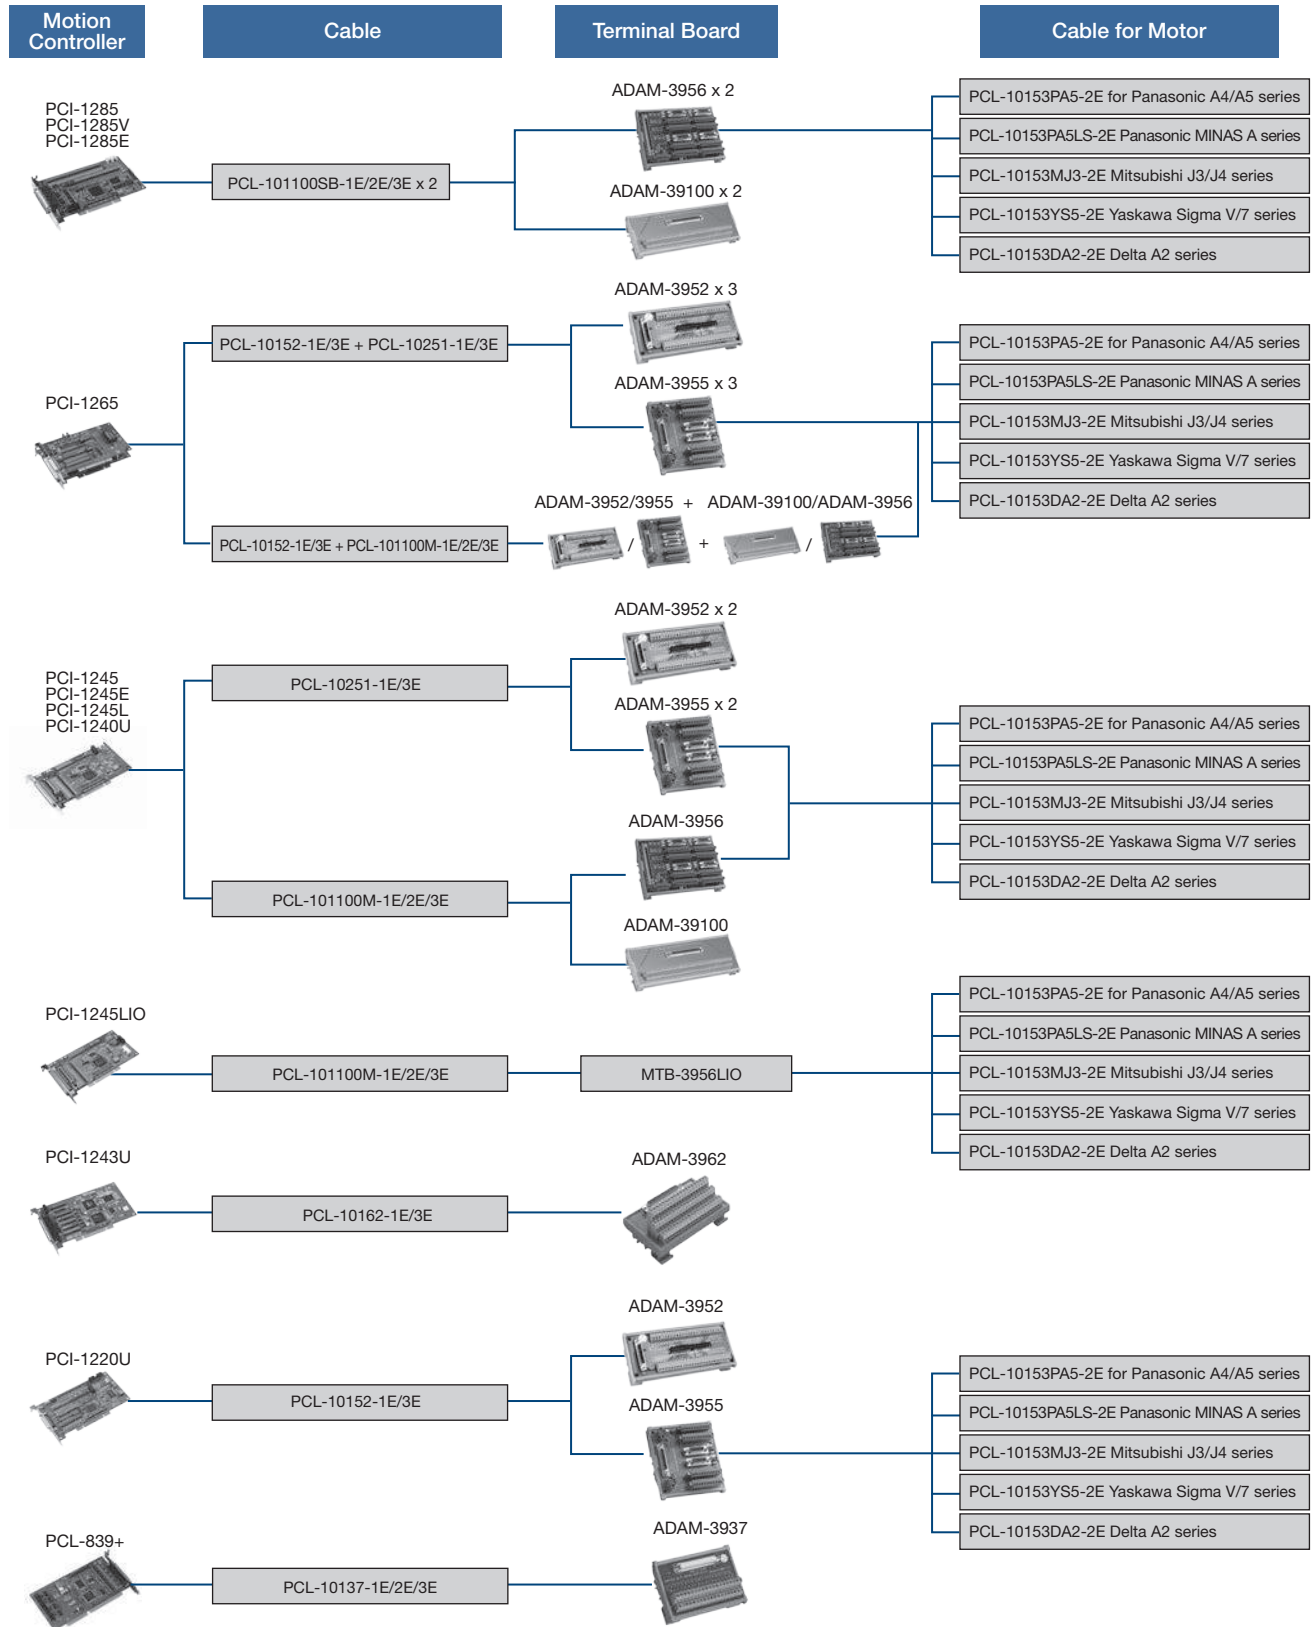 Motion
Controller
Cable
Terminal Board
Cable for Motor
PCI-1285
PCI-1285V
PCI-1285E
PCL-101100SB-1E/2E/3E x 2
ADAM-3956 x 2
ADAM-39100 x 2
PCL-10153PA5-2E for Panasonic A4/A5 series
PCL-10153PA5LS-2E Panasonic MINAS A series
PCL-10153MJ3-2E Mitsubishi J3/J4 series
PCL-10153YS5-2E Yaskawa Sigma V/7 series
PCL-10153DA2-2E Delta A2 series
PCI-1265
PCL-10152-1E/3E + PCL-10251-1E/3E
PCL-10152-1E/3E + PCL-101100M-1E/2E/3E
ADAM-3952 x 3
ADAM-3955 x 3
ADAM-3952/3955 + ADAM-39100/ADAM-3956
/ + /
PCL-10153PA5-2E for Panasonic A4/A5 series
PCL-10153PA5LS-2E Panasonic MINAS A series
PCL-10153MJ3-2E Mitsubishi J3/J4 series
PCL-10153YS5-2E Yaskawa Sigma V/7 series
PCL-10153DA2-2E Delta A2 series
PCI-1245
PCI-1245E
PCI-1245L
PCI-1240U
PCL-10251-1E/3E
PCL-101100M-1E/2E/3E
ADAM-3952 x 2
ADAM-3955 x 2
ADAM-3956
ADAM-39100
PCL-10153PA5-2E for Panasonic A4/A5 series
PCL-10153PA5LS-2E Panasonic MINAS A series
PCL-10153MJ3-2E Mitsubishi J3/J4 series
PCL-10153YS5-2E Yaskawa Sigma V/7 series
PCL-10153DA2-2E Delta A2 series
PCI-1245LIO
PCL-101100M-1E/2E/3E
MTB-3956LIO
PCL-10153PA5-2E for Panasonic A4/A5 series
PCL-10153PA5LS-2E Panasonic MINAS A series
PCL-10153MJ3-2E Mitsubishi J3/J4 series
PCL-10153YS5-2E Yaskawa Sigma V/7 series
PCL-10153DA2-2E Delta A2 series
PCI-1243U
PCL-10162-1E/3E
ADAM-3962
PCI-1220U
PCL-10152-1E/3E
ADAM-3952
ADAM-3955
PCL-10153PA5-2E for Panasonic A4/A5 series
PCL-10153PA5LS-2E Panasonic MINAS A series
PCL-10153MJ3-2E Mitsubishi J3/J4 series
PCL-10153YS5-2E Yaskawa Sigma V/7 series
PCL-10153DA2-2E Delta A2 series
PCL-839+
PCL-10137-1E/2E/3E
ADAM-3937